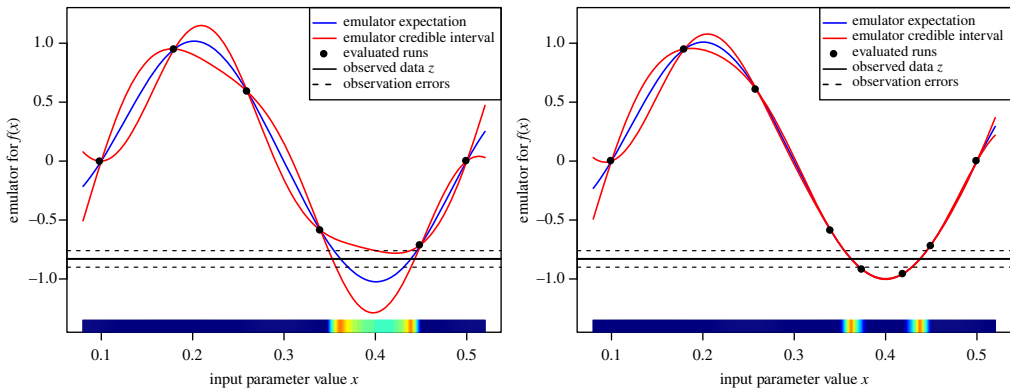 emulator expectation
emulator credible interval
evaluated runs
observed data z
observation errors
1.0
0.5
0
−0.5
−1.0
emulator for f(x)
0.1
0.2
0.3
0.4
0.5
input parameter value x
emulator expectation
emulator credible interval
evaluated runs
observed data z
observation errors
1.0
0.5
0
−0.5
−1.0
emulator for f(x)
0.1
0.2
0.3
0.4
0.5
input parameter value x